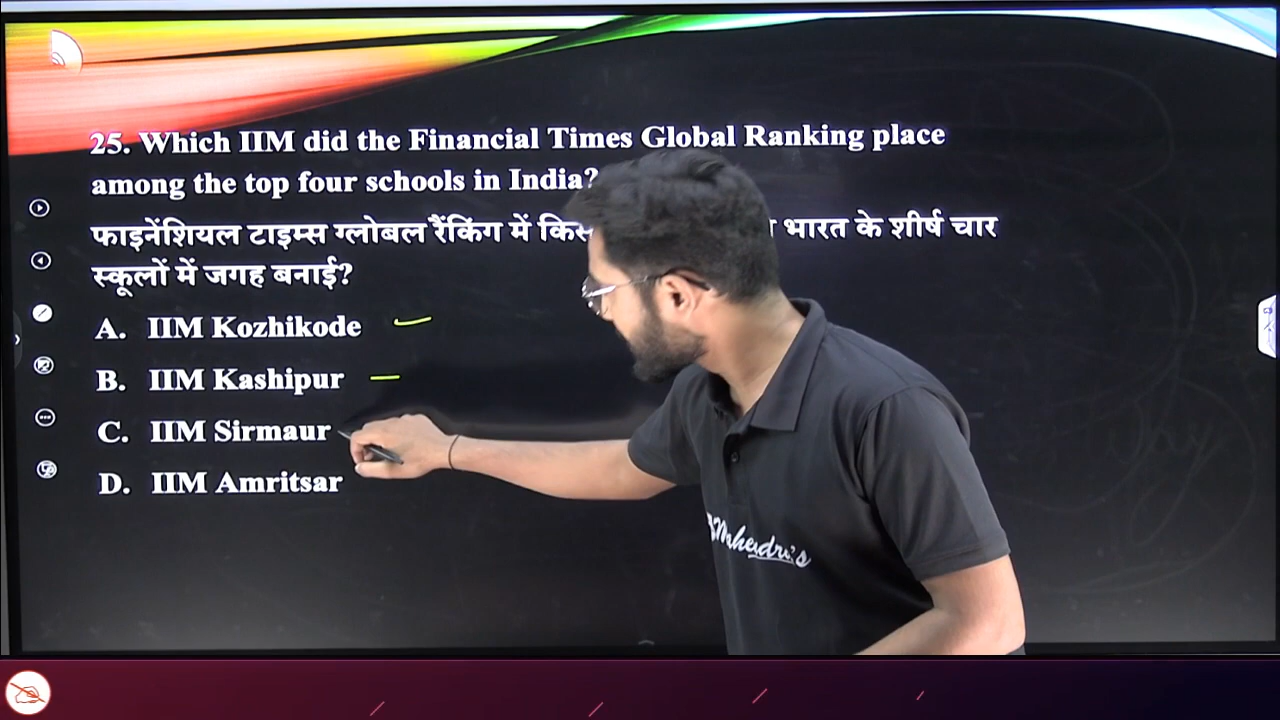 25. Which IIM did the Financial Times Global Ranking place
among the top four schools in India?
फाइनेंशियल टाइम्स ग्लोबल रैंकिंग में भारत के शीर्ष चार
स्कूलों में जगह बनाई?
A. IIM Kozhikode
B. IIM Kashipur
C. IIM Sirmaur
D. IIM Amritsar
Mahendra's